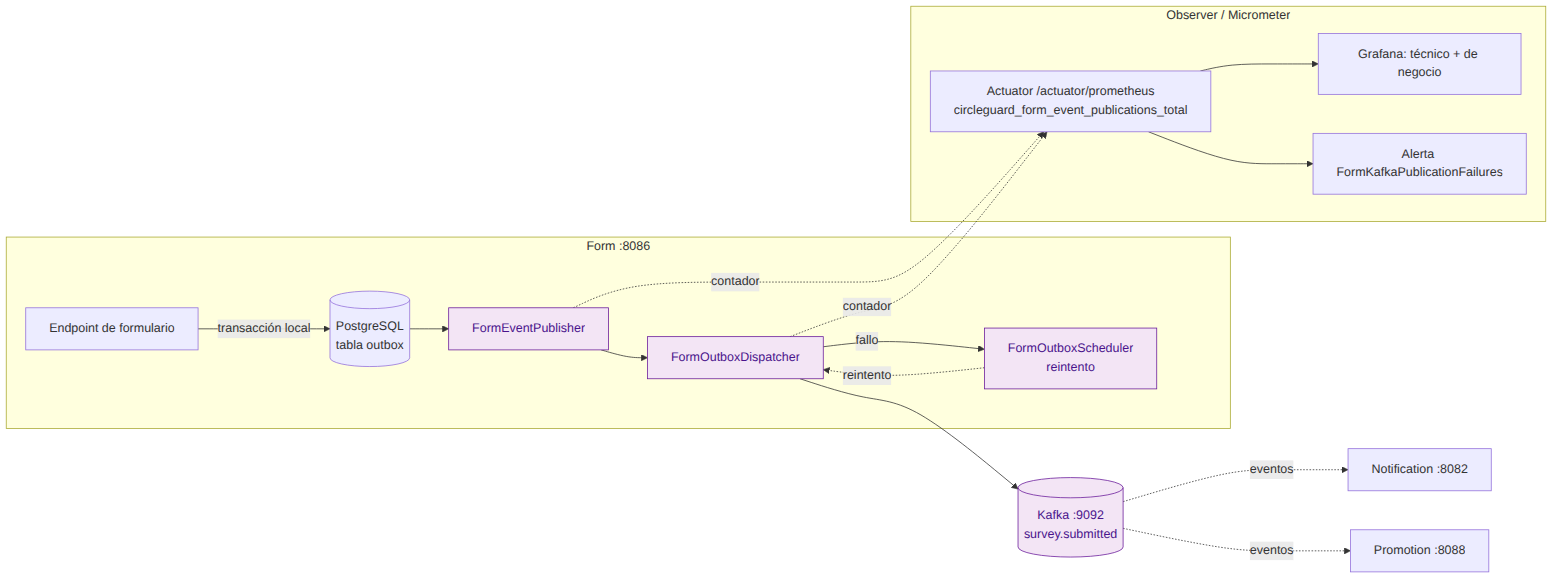 Observer / Micrometer
Actuator /actuator/prometheus
circleguard_form_event_publications_total
Grafana: técnico + de
negocio
Alerta
FormKafkaPublicationFailures
Form :8086
Endpoint de formulario
transacción local
PostgreSQL
tabla outbox
FormEventPublisher
contador
FormOutboxDispatcher
contador
fallo
reintento
FormOutboxScheduler
reintento
Kafka :9092
survey.submitted
eventos
Notification :8082
eventos
Promotion :8088